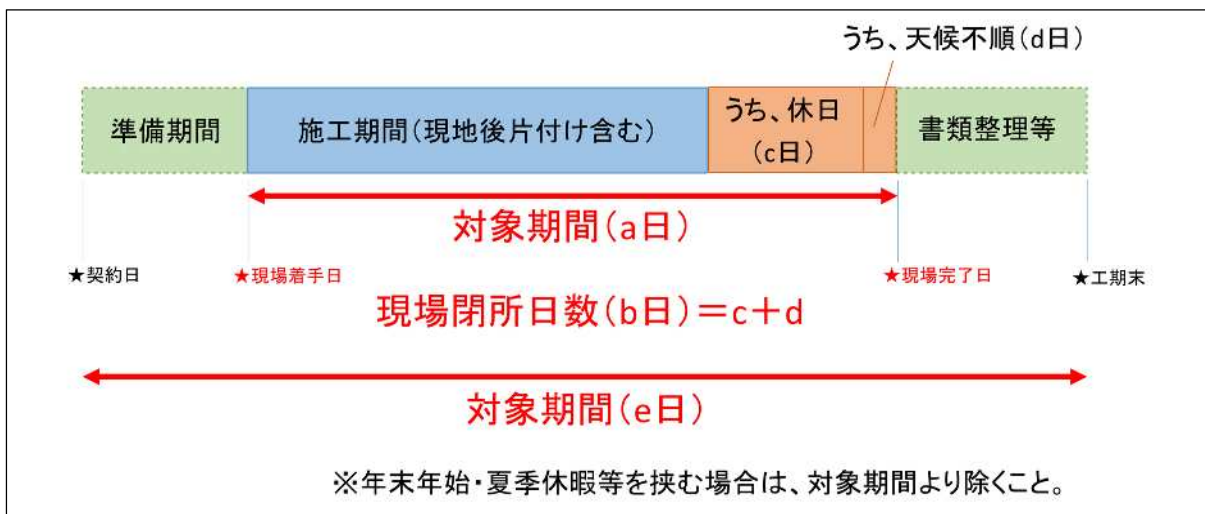 うち、天候不順(d日)
準備期間
施工期間(現地後片付け含む)
うち、休日
(c日)
書類整理等
対象期間(a日)
★契約日
★現場着手日
★現場完了日
★工期末
現場閉所日数(b日)=c+d
対象期間(e日)
※年末年始・夏季休暇等を挟む場合は、対象期間より除くこと。